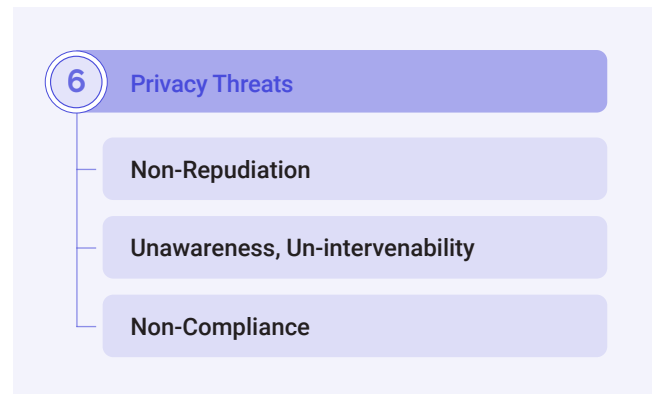 6
Privacy Threats
Non-Repudiation
Unawareness, Un-intervenability
Non-Compliance